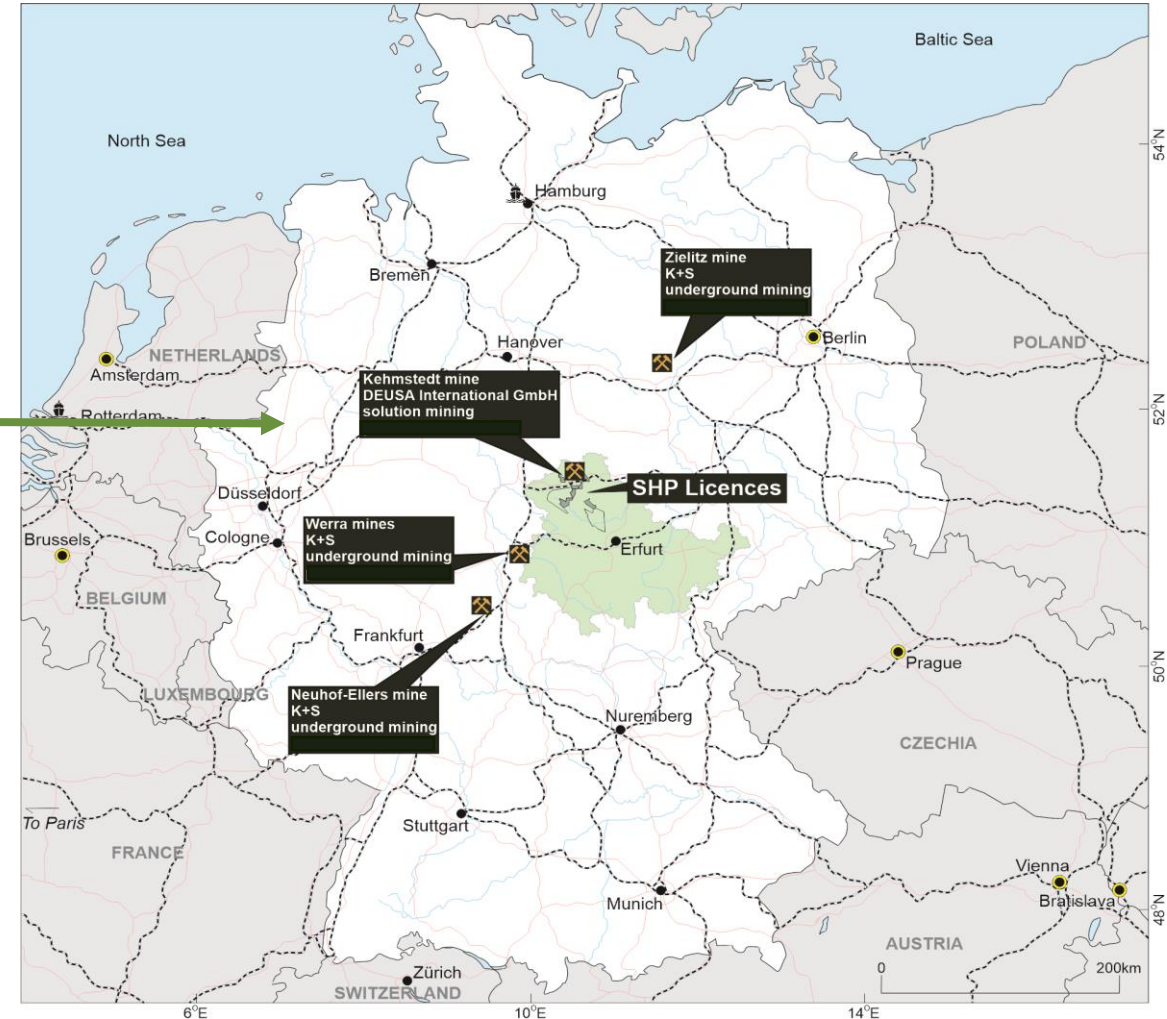 Baltic Sea
North Sea
54°N
Hamburg
Bremen
Zielitz mine
K+S
underground mining
Berlin
POLAND
Hanover
NETHERLANDS
Amsterdam
Kehmstedt mine
DEUSA International GmbH
solution mining
Rotterdam
52°N
SHP Licences
Düsseldorf
Werra mines
K+S
underground mining
Cologne
Brussels
Erfurt
BELGIUM
Frankfurt
Prague
50°N
LUXEMBOURG
Neuhof-Ellers mine
K+S
underground mining
Nuremberg
CZECHIA
To Paris
Stuttgart
FRANCE
Vienna
Munich
Bratislava
48°N
AUSTRIA
0
200km
Zürich
SWITZERLAND
6°E
10°E
14°E